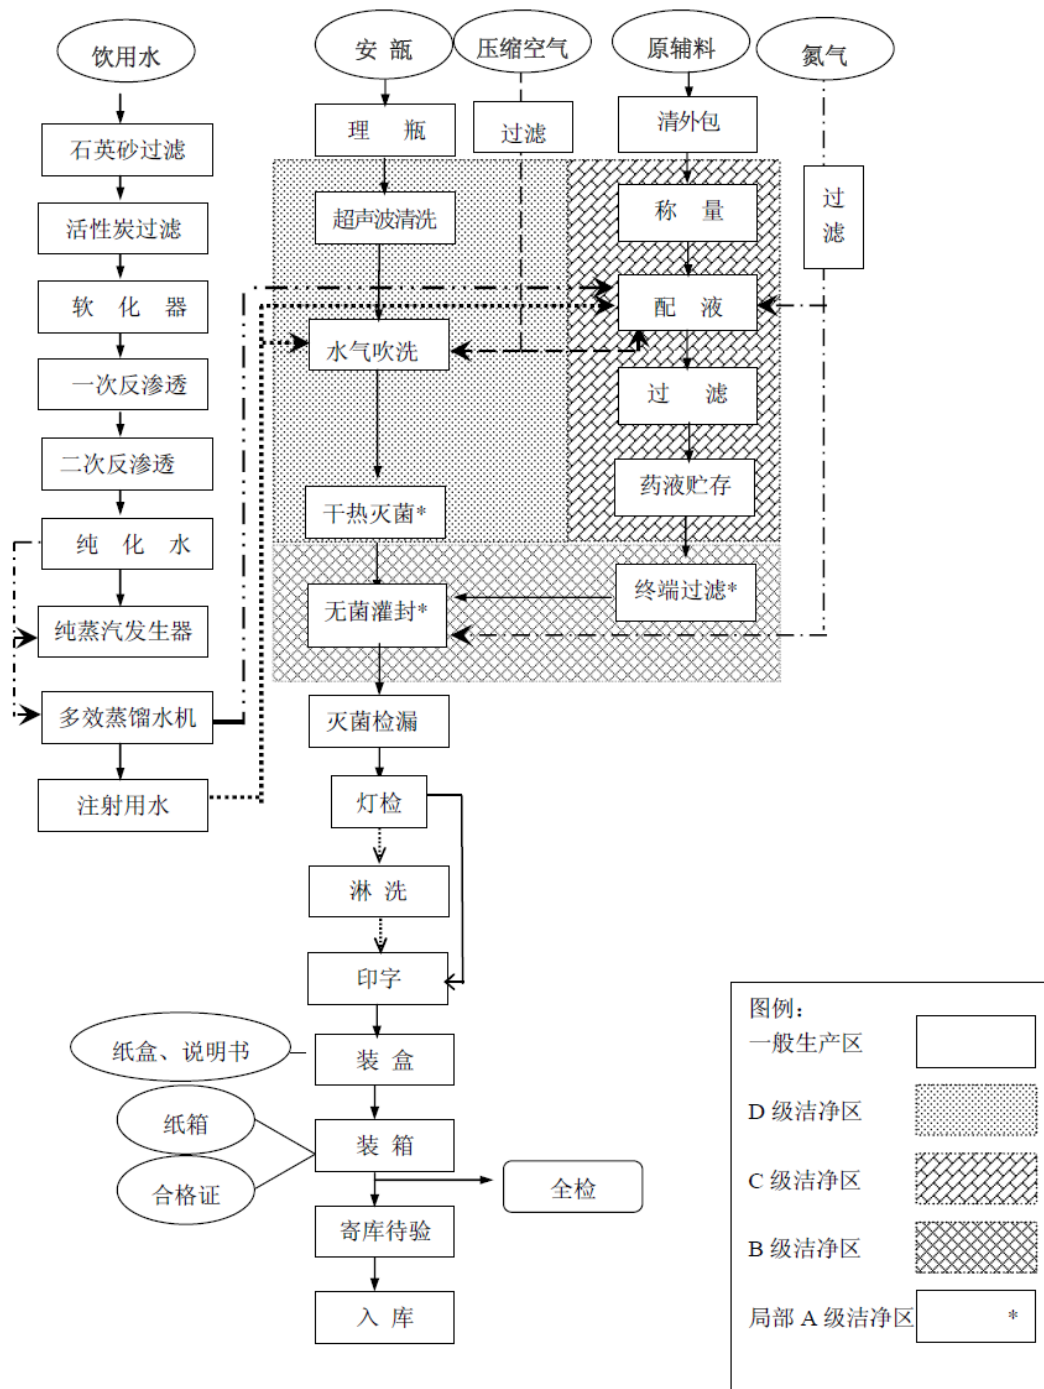 饮用水
安 瓿
压缩空气
原辅料
氮气
石英砂过滤
活性炭过滤
软 化 器
一次反渗透
二次反渗透
纯 化 水
纯蒸汽发生器
多效蒸馏水机
注射用水
理 瓶
超声波清洗
水气吹洗
干热灭菌*
无菌灌封*
灭菌检漏
灯检
淋 洗
印字
装 盒
装 箱
寄库待验
入 库
过滤
清外包
称 量
配 液
过 滤
药液贮存
终端过滤*
过
滤
纸盒、说明书
纸箱
合格证
全检
图例：
一般生产区
D 级洁净区
C 级洁净区
B 级洁净区
局部 A 级洁净区
*